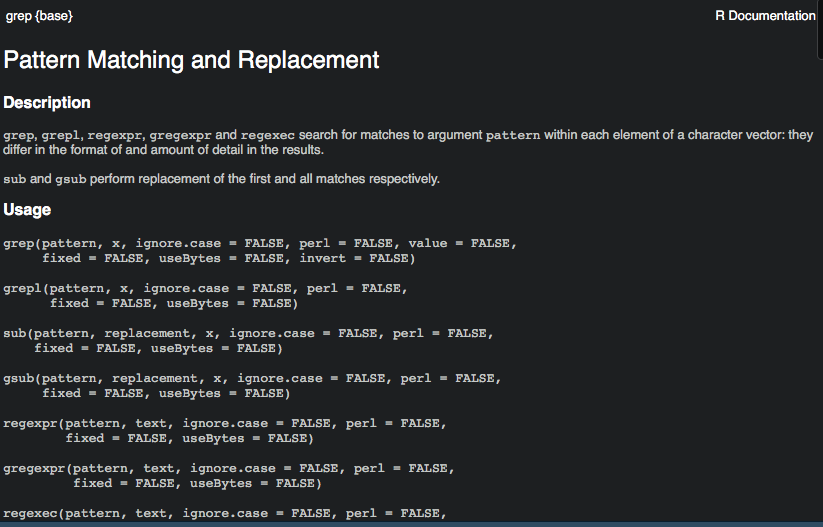 grep {base}
R Documentation
Pattern Matching and Replacement
Description
grep, grepl, regexpr, gregexpr and regexec search for matches to argument pattern within each element of a character vector: they
differ in the format of and amount of detail in the results.
sub and gsub perform replacement of the first and all matches respectively.
Usage
grep(pattern, x, ignore.case = FALSE, perl = FALSE, value = FALSE,
     fixed = FALSE, useBytes = FALSE, invert = FALSE)
grepl(pattern, x, ignore.case = FALSE, perl = FALSE,
      fixed = FALSE, useBytes = FALSE)
sub(pattern, replacement, x, ignore.case = FALSE, perl = FALSE,
    fixed = FALSE, useBytes = FALSE)
gsub(pattern, replacement, x, ignore.case = FALSE, perl = FALSE,
     fixed = FALSE, useBytes = FALSE)
regexpr(pattern, text, ignore.case = FALSE, perl = FALSE,
        fixed = FALSE, useBytes = FALSE)
gregexpr(pattern, text, ignore.case = FALSE, perl = FALSE,
         fixed = FALSE, useBytes = FALSE)
regexec(pattern, text, ignore.case = FALSE, perl = FALSE,